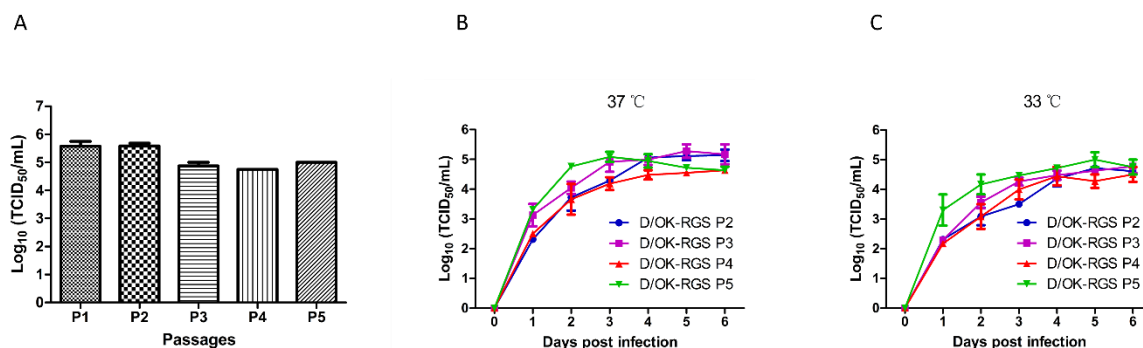 A
Log10 (TCID50/mL)
7
6
5
4
3
2
1
0
P1 P2 P3 P4 P5
Passages
B
37 ℃
Log10 (TCID50/mL)
6
5
4
3
2
1
0
D/OK-RGS P2
D/OK-RGS P3
D/OK-RGS P4
D/OK-RGS P5
0 1 2 3 4 5 6
Days post infection
C
33 ℃
Log10 (TCID50/mL)
6
5
4
3
2
1
0
D/OK-RGS P2
D/OK-RGS P3
D/OK-RGS P4
D/OK-RGS P5
0 1 2 3 4 5 6
Days post infection